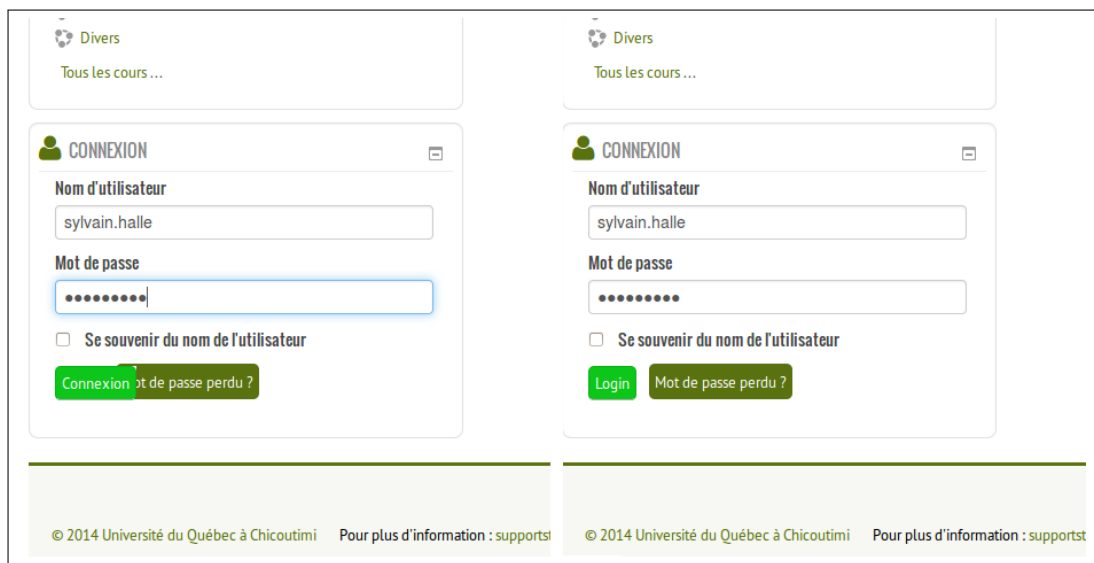 Divers
Tous les cours ...
CONNEXION
Nom d'utilisateur
sylvain.halle
Mot de passe
•••••••••
Se souvenir du nom de l'utilisateur
Connexion ot de passe perdu ?
© 2014 Université du Québec à Chicoutimi Pour plus d'information : supportst
Divers
Tous les cours ...
CONNEXION
Nom d'utilisateur
sylvain.halle
Mot de passe
•••••••••
Se souvenir du nom de l'utilisateur
Login Mot de passe perdu ?
© 2014 Université du Québec à Chicoutimi Pour plus d'information : supportst